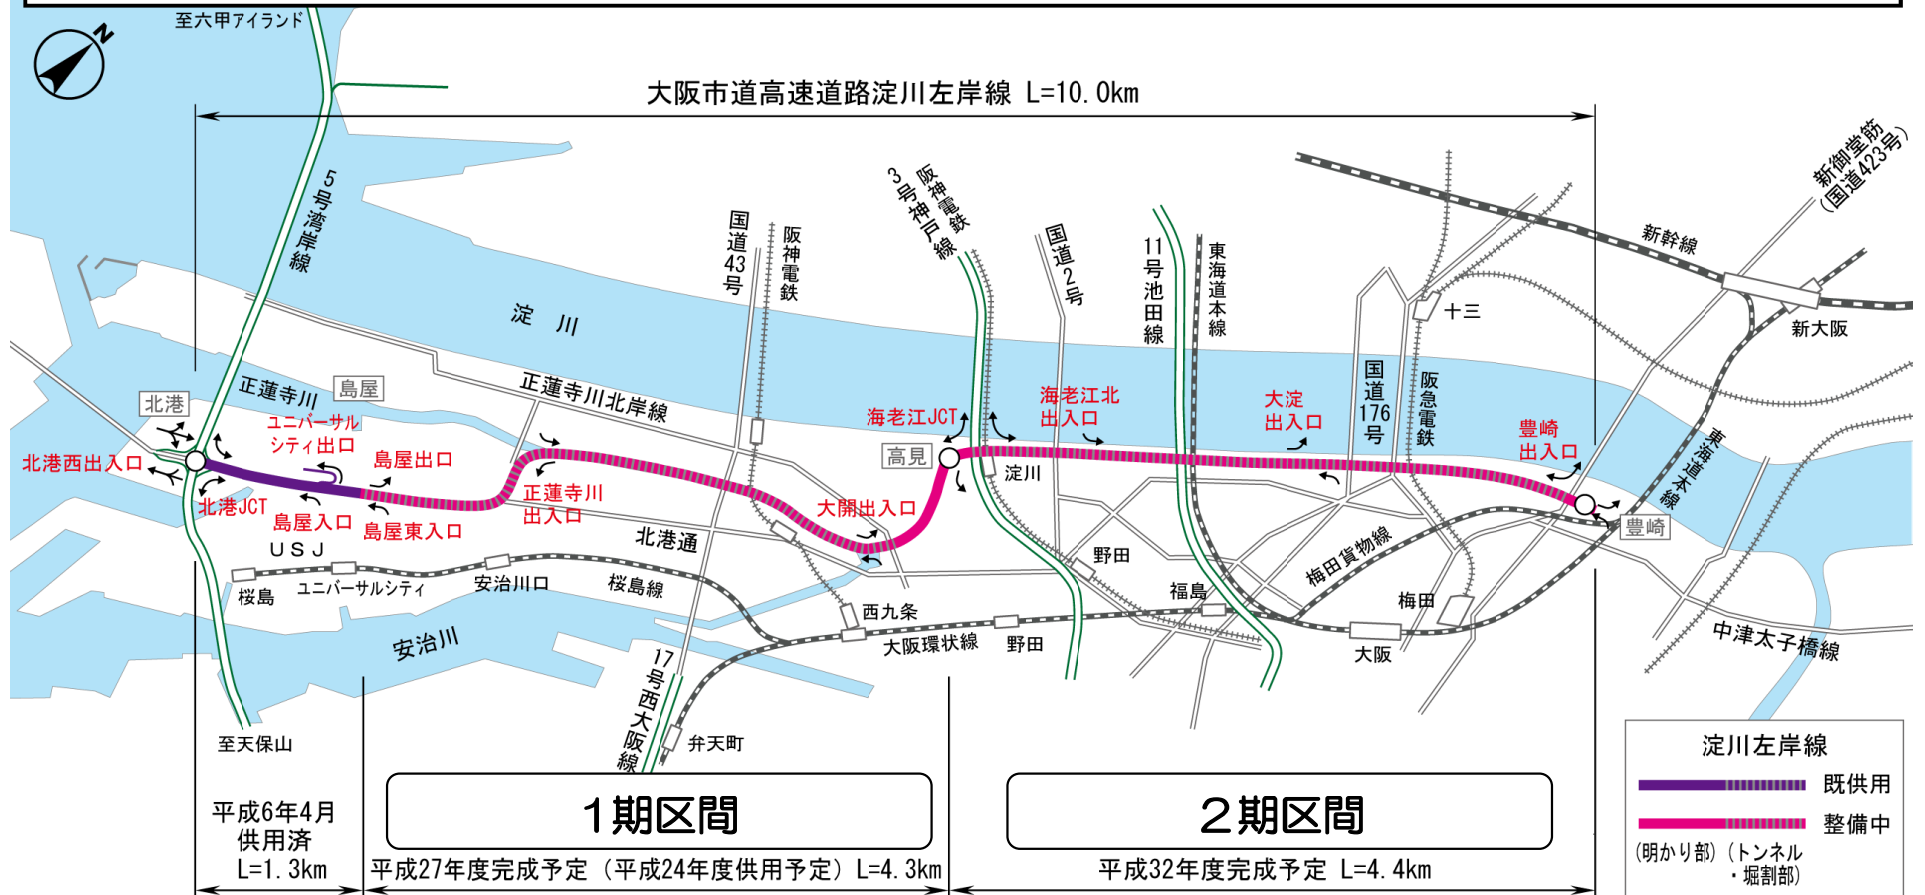 至六甲アイランド
N
大阪市道高速道路淀川左岸線 L=10.0km
5号湾岸線
国道43号
阪神電鉄
3号神戸線
阪神電鉄
国道2号
11号池田線
東海道本線
新御堂筋
(国道423号)
新幹線
新大阪
十三
淀 川
正蓮寺川
島屋
正蓮寺川北岸線
北港
ユニバーサル
シティ出口
島屋出口
北港西出入口
北港JCT
島屋入口
島屋東入口
正蓮寺川
出入口
大開出入口
海老江JCT
高見
淀川
海老江北
出入口
大淀
出入口
国道176号
阪急電鉄
豊崎
出入口
豊崎
東海道本線
USJ
桜島
ユニバーサルシティ
安治川口
桜島線
北港通
西九条
大阪環状線
野田
野田
福島
梅田貨物線
梅田
大阪
中津太子橋線
安治川
17号西大阪線
弁天町
至天保山
平成6年4月
供用済
L=1.3km
1期区間
平成27年度完成予定（平成24年度供用予定）L=4.3km
2期区間
平成32年度完成予定 L=4.4km
淀川左岸線
既供用
整備中
(明かり部)
(トンネル
・堀割部)